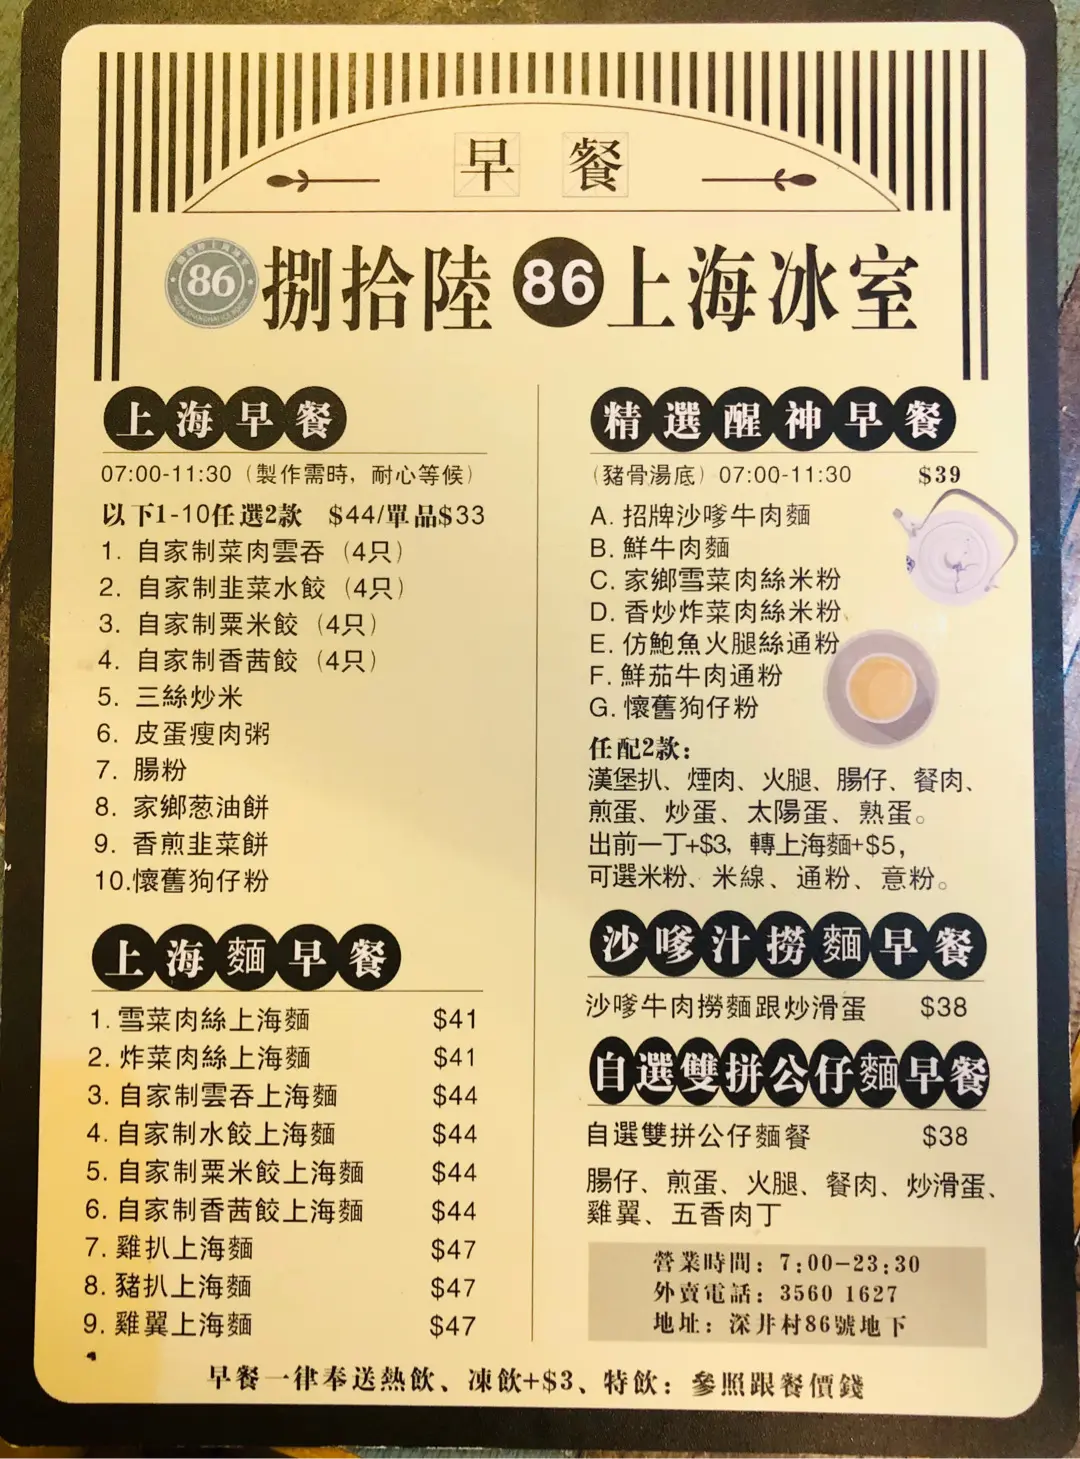 早餐
86 捌拾陸 86 上海冰室
上海早餐
07:00-11:30（製作需時，耐心等候）
以下1-10任選2款 $44/單品$33
1. 自家制菜肉雲吞（4只）
2. 自家制韭菜水餃（4只）
3. 自家制粟米餃（4只）
4. 自家制香茜餃（4只）
5. 三絲炒米
6. 皮蛋瘦肉粥
7. 腸粉
8. 家鄉葱油餅
9. 香煎韭菜餅
10.懷舊狗仔粉
上海麵早餐
1. 雪菜肉絲上海麵 $41
2. 炸菜肉絲上海麵 $41
3. 自家制雲吞上海麵 $44
4. 自家制水餃上海麵 $44
5. 自家制粟米餃上海麵 $44
6. 自家制香茜餃上海麵 $44
7. 雞扒上海麵 $47
8. 豬扒上海麵 $47
9. 雞翼上海麵 $47
精選醒神早餐
（豬骨湯底）07:00-11:30 $39
A. 招牌沙嗲牛肉麵
B. 鮮牛肉麵
C. 家鄉雪菜肉絲米粉
D. 香炒炸菜肉絲米粉
E. 仿鮑魚火腿絲通粉
F. 鮮茄牛肉通粉
G. 懷舊狗仔粉
任配2款：
漢堡扒、煙肉、火腿、腸仔、餐肉、
煎蛋、炒蛋、太陽蛋、熟蛋。
出前一丁+$3，轉上海麵+$5，
可選米粉、米線、通粉、意粉。
沙嗲汁撈麵早餐
沙嗲牛肉撈麵跟炒滑蛋 $38
自選雙拼公仔麵早餐
自選雙拼公仔麵餐 $38
腸仔、煎蛋、火腿、餐肉、炒滑蛋、
雞翼、五香肉丁
營業時間：7:00-23:30
外賣電話：3560 1627
地址：深井村86號地下
早餐一律奉送熱飲、凍飲+$3、特飲：參照跟餐價錢